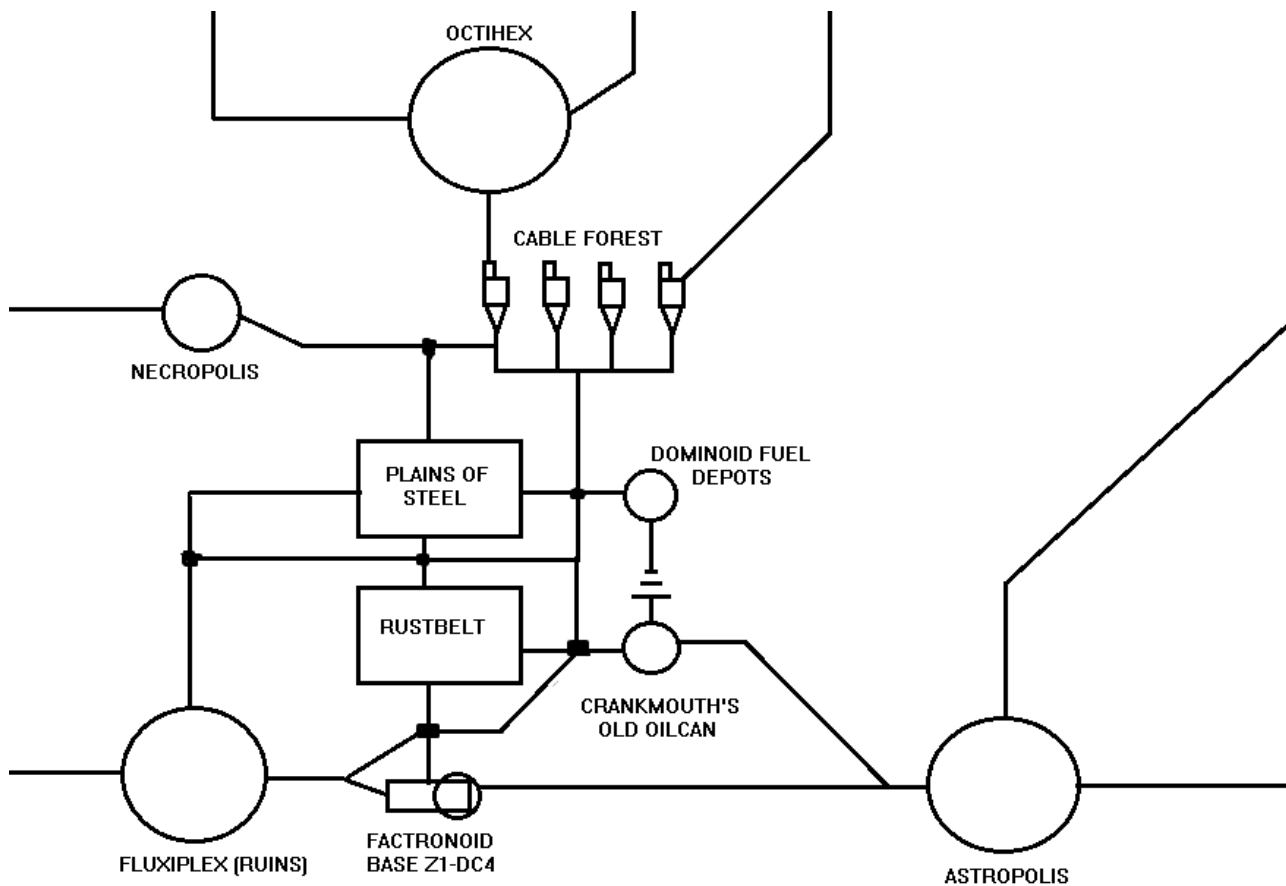 OCTIHEX
CABLE FOREST
NECROPOLIS
PLAINS OF
STEEL
DOMINOID FUEL
DEPOTS
RUSTBELT
CRANKMOUTH'S
OLD OILCAN
FACTRONOID
BASE Z1-DC4
FLUXIPLEX (RUINS)
ASTROPOLIS